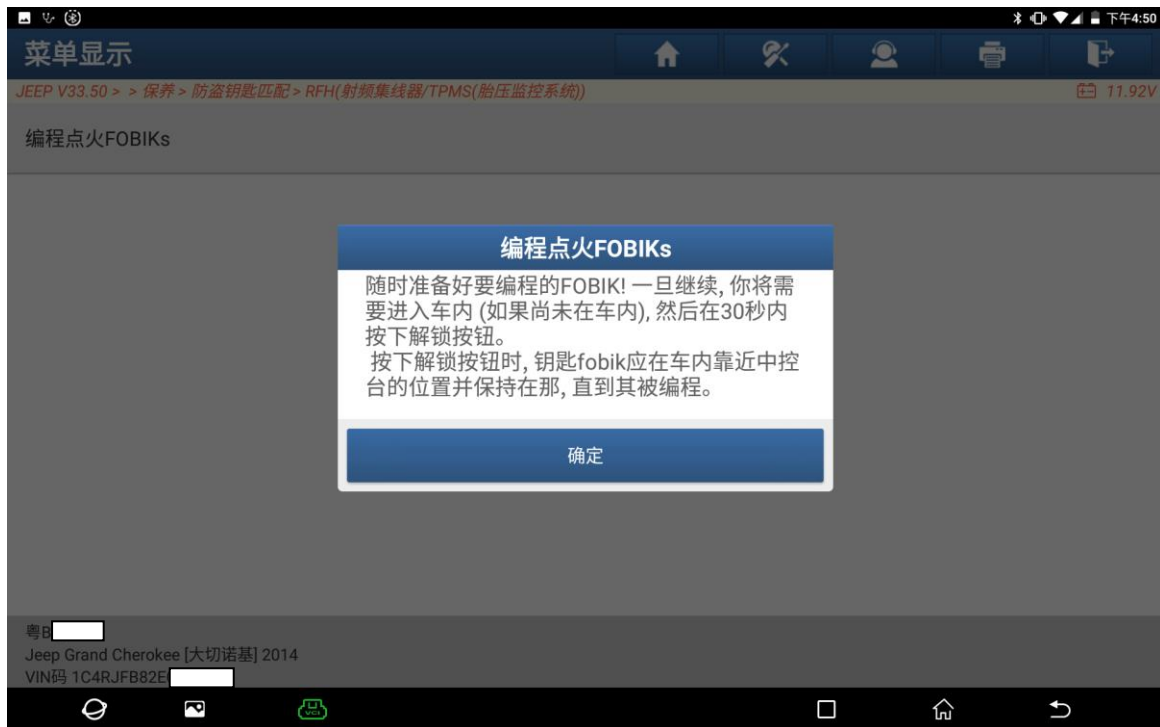 下午4:50
菜单显示
JEEP V33.50 > > 保养 > 防盗钥匙匹配 > RFH(射频集线器/TPMS(胎压监控系统))
11.92V
编程点火FOBIKs
编程点火FOBIKs
随时准备好要编程的FOBIK! 一旦继续, 你将需
要进入车内 (如果尚未在车内), 然后在30秒内
按下解锁按钮。
按下解锁按钮时, 钥匙fobik应在车内靠近中控
台的位置并保持在那, 直到其被编程。
确定
粤B
Jeep Grand Cherokee [大切诺基] 2014
VIN码 1C4RJFB82E
VCI